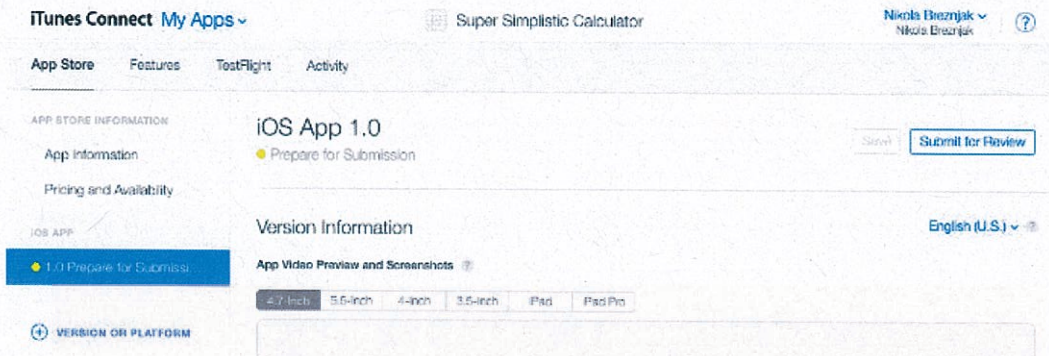 iTunes Connect My Apps
Super Simplistic Calculator
Nikola Breznjak
Nikola Breznjak
?
App Store Features TestFlight Activity
APP STORE INFORMATION
App Information
Pricing and Availability
iOS APP
1.0 Prepare for Submissi
VERSION OR PLATFORM
iOS App 1.0
Prepare for Submission
Save Submit for Review
Version Information
English (U.S.) ?
App Video Preview and Screenshots ?
4.7-Inch 5.5-Inch 4-Inch 3.5-Inch iPad iPad Pro